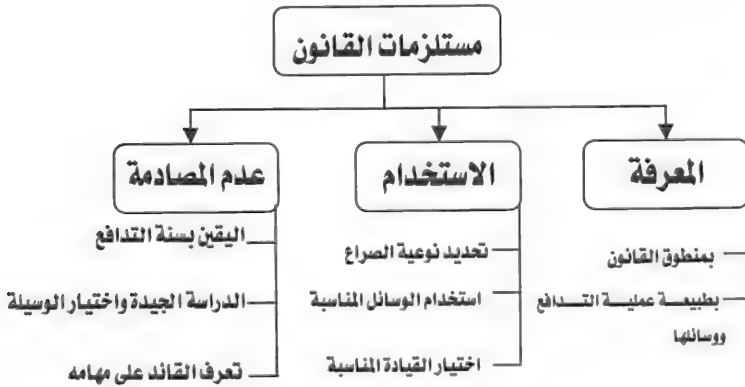 مستلزمات القانون
المعرفة
بمنطوق القانون
بطبيعة عملية التدافع
ووسائلها
الاستخدام
تحديد نوعية الصراع
استخدام الوسائل المناسبة
اختيار القيادة المناسبة
عدم المصادمة
اليقين بسنة التدافع
الدراسة الجيدة واختيار الوسيلة
تعرف القائد على مهامه